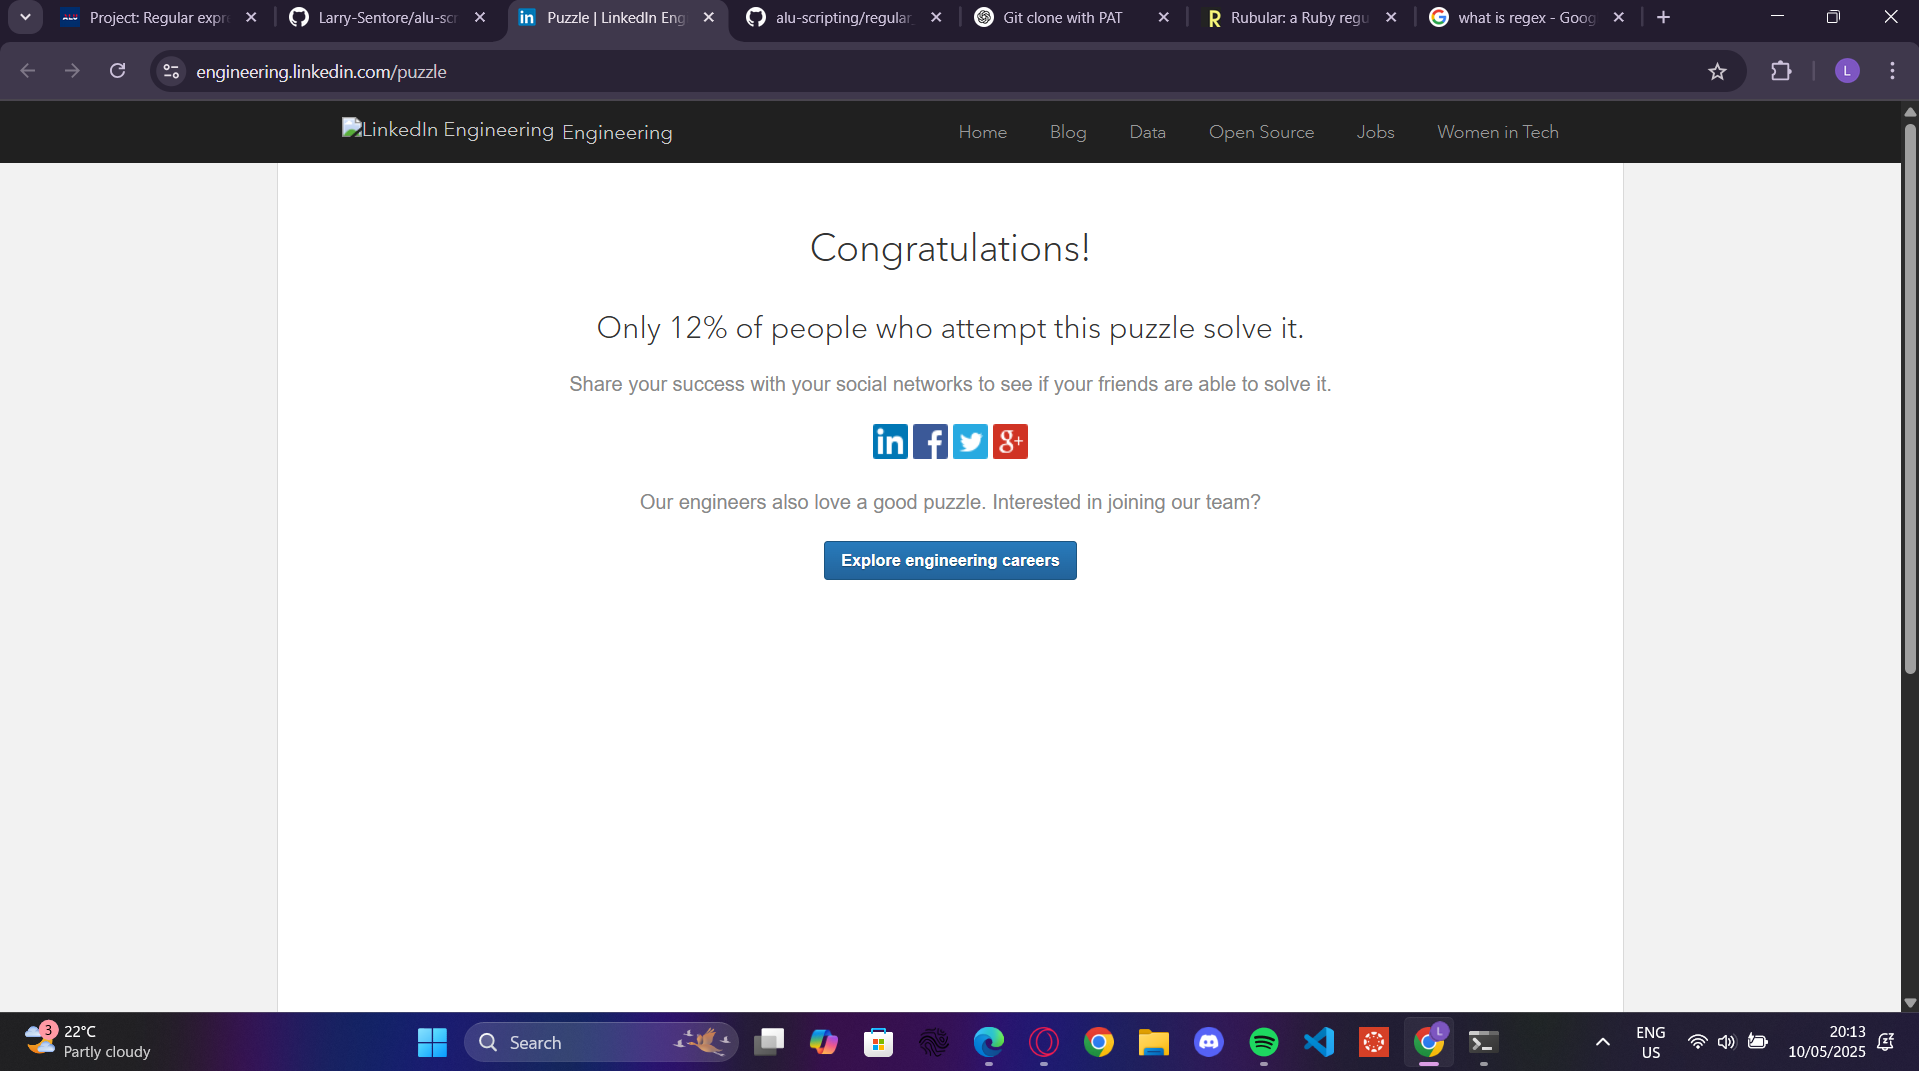 Project: Regular expre
Larry-Sentore/alu-scr
in Puzzle | LinkedIn Eng
alu-scripting/regular_
Git clone with PAT
R Rubular: a Ruby regu
what is regex - Goog
engineering.linkedin.com/puzzle
L
LinkedIn Engineering Engineering
Home Blog Data Open Source Jobs Women in Tech
Congratulations!
Only 12% of people who attempt this puzzle solve it.
Share your success with your social networks to see if your friends are able to solve it.
in f g+
Our engineers also love a good puzzle. Interested in joining our team?
Explore engineering careers
3
22°C
Partly cloudy
Search
L
ENG
US
20:13
10/05/2025